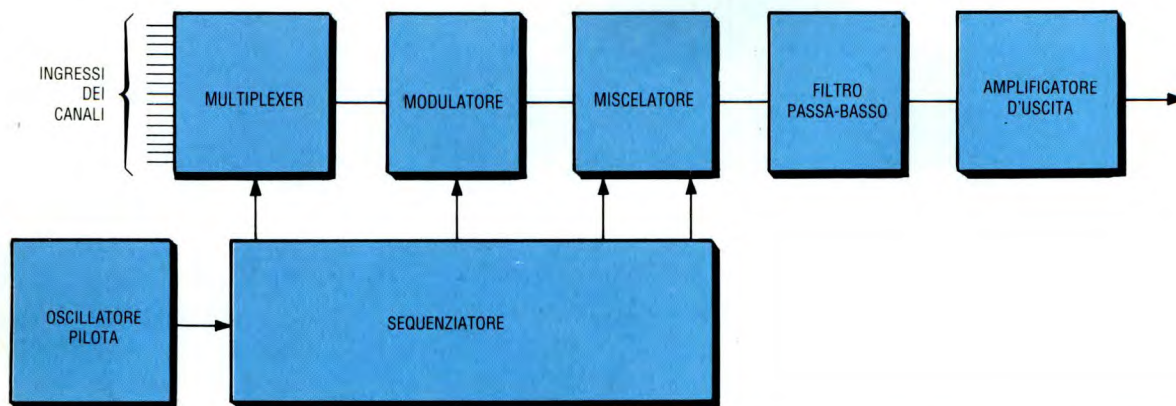 INGRESSI
DEI
CANALI
MULTIPLEXER
MODULATORE
MISCELATORE
FILTRO
PASSA-BASSO
AMPLIFICATORE
D'USCITA
OSCILLATORE
PILOTA
SEQUENZIATORE